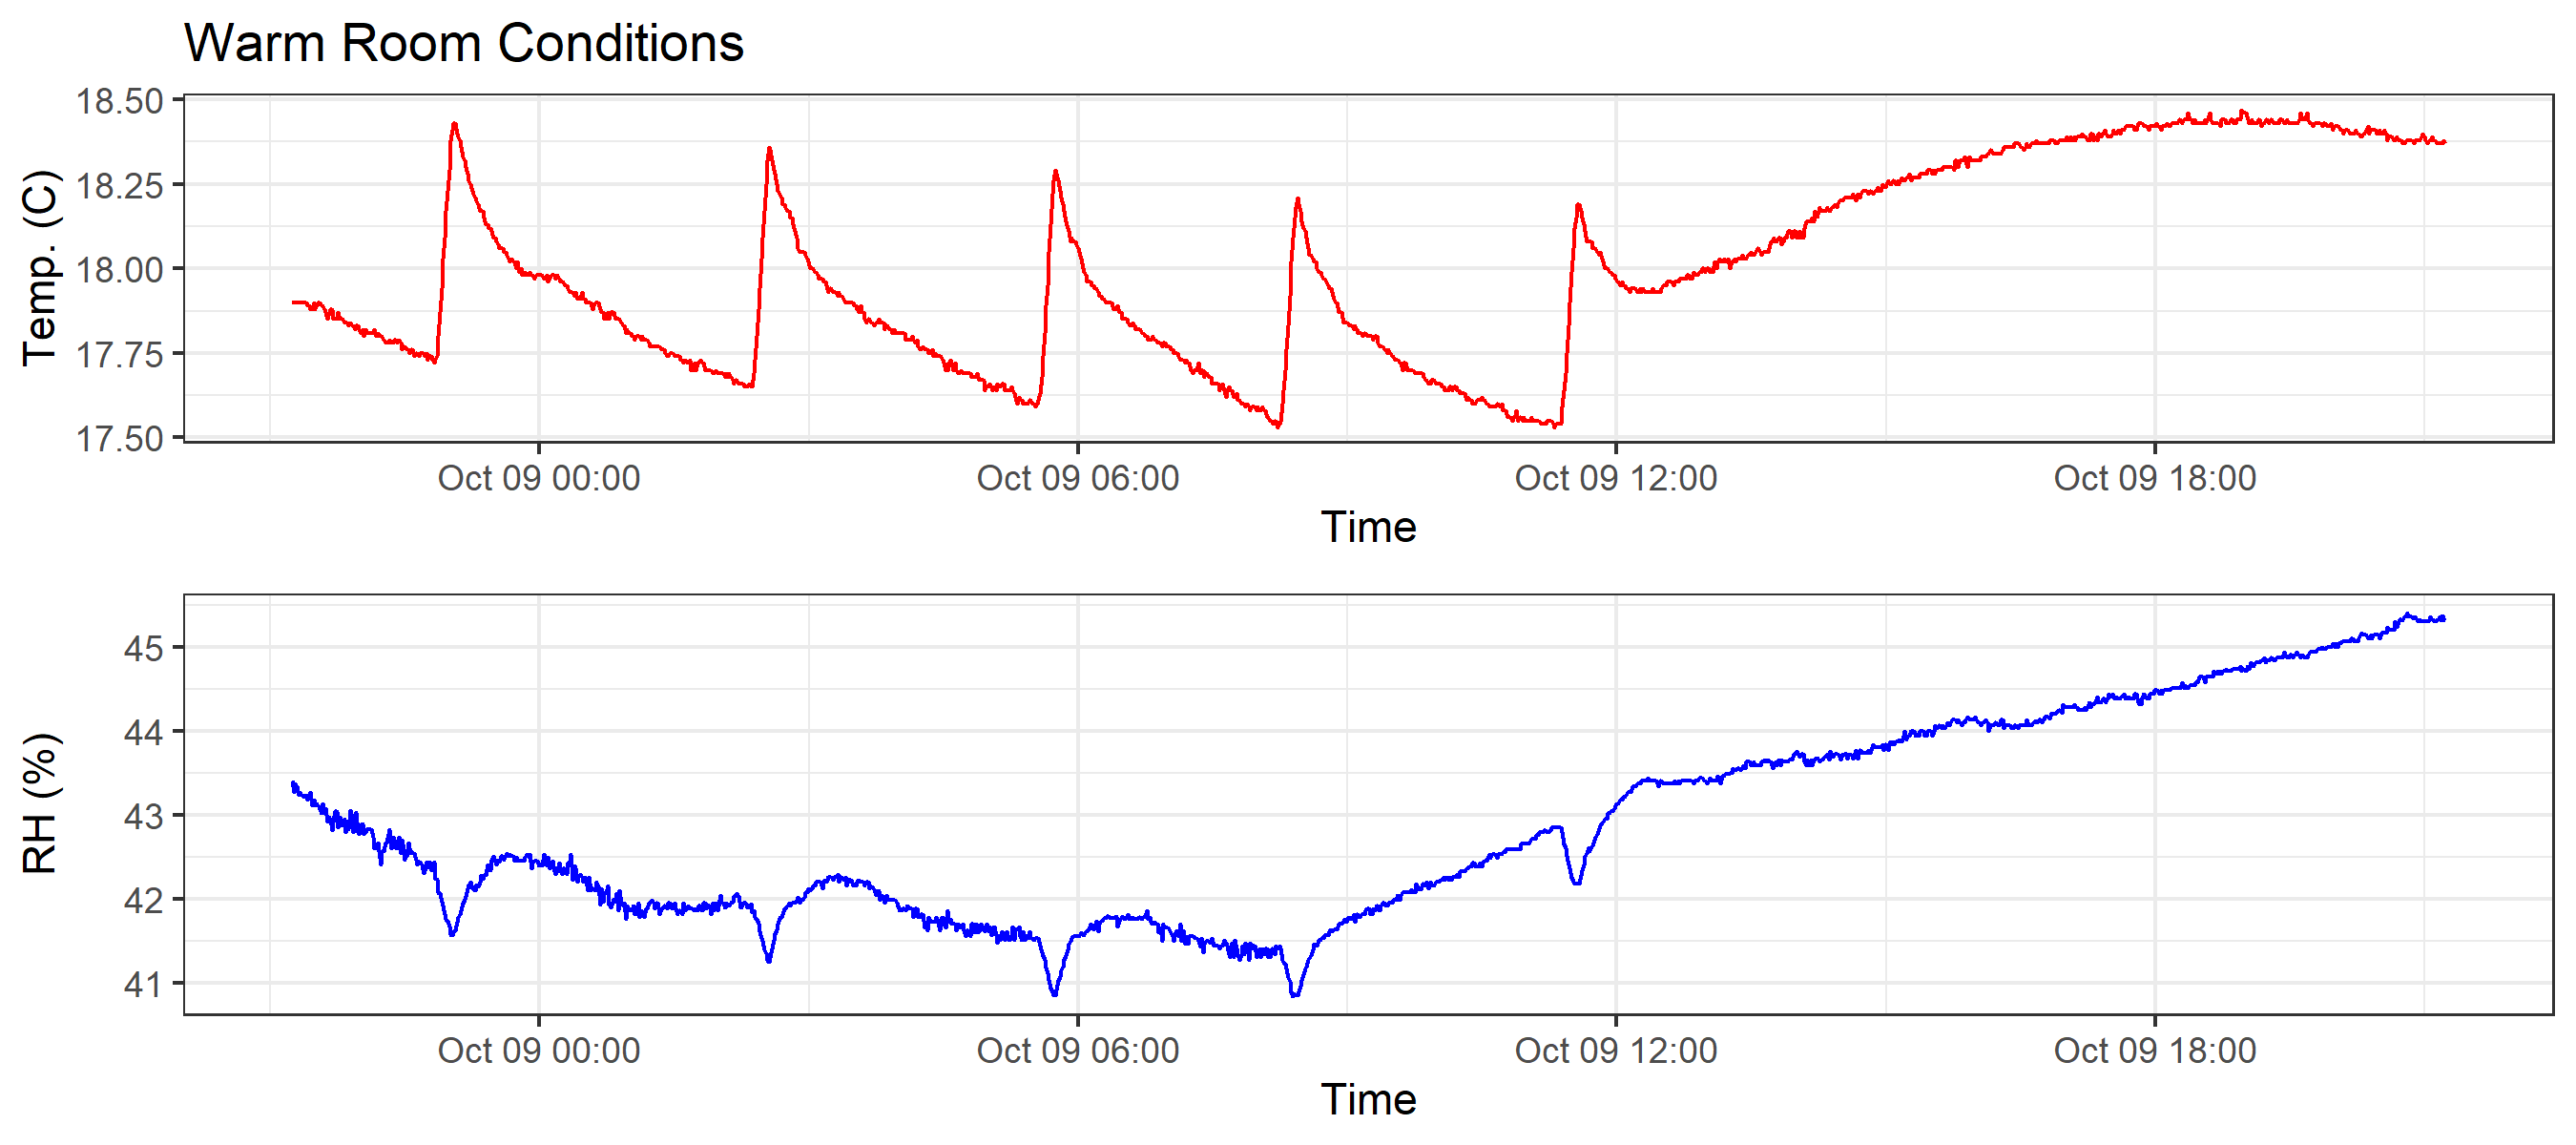 Warm Room Conditions
Temp. (C)
18.50
18.25
18.00
17.75
17.50
Oct 09 00:00 Oct 09 06:00 Oct 09 12:00 Oct 09 18:00
Time
RH (%)
45
44
43
42
41
Oct 09 00:00 Oct 09 06:00 Oct 09 12:00 Oct 09 18:00
Time